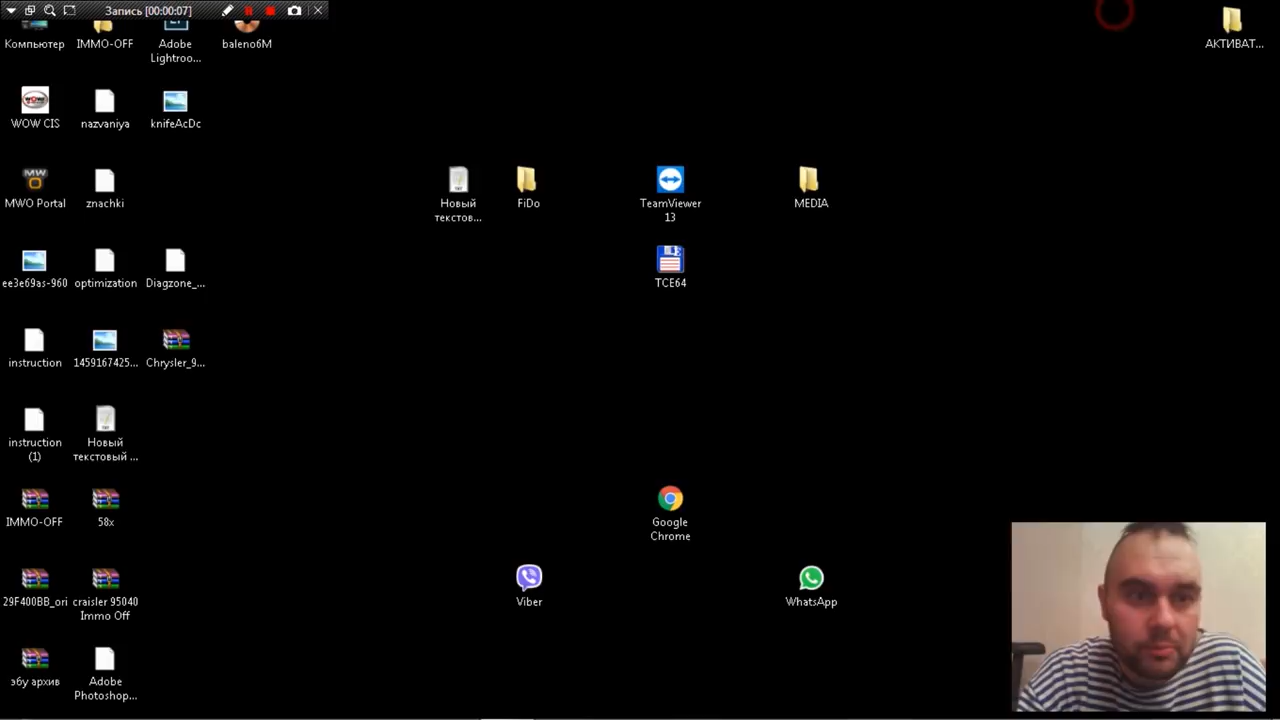 Запись [00:00:07]
Компьютер
IMMO-OFF
Adobe
Lightroo...
baleno6M
АКТИВАТ...
WOW CIS
nazvaniya
knifeAcDc
MWO Portal
znachki
Новый
текстов...
FiDo
TeamViewer
13
MEDIA
ee3e69as-960
optimization
Diagzone_...
TCE64
instruction
1459167425...
Chrysler_9...
instruction
(1)
Новый
текстовый ...
IMMO-OFF
58x
Google
Chrome
29F400BB_ori
craisler 95040
Immo Off
Viber
WhatsApp
эбу архив
Adobe
Photoshop...